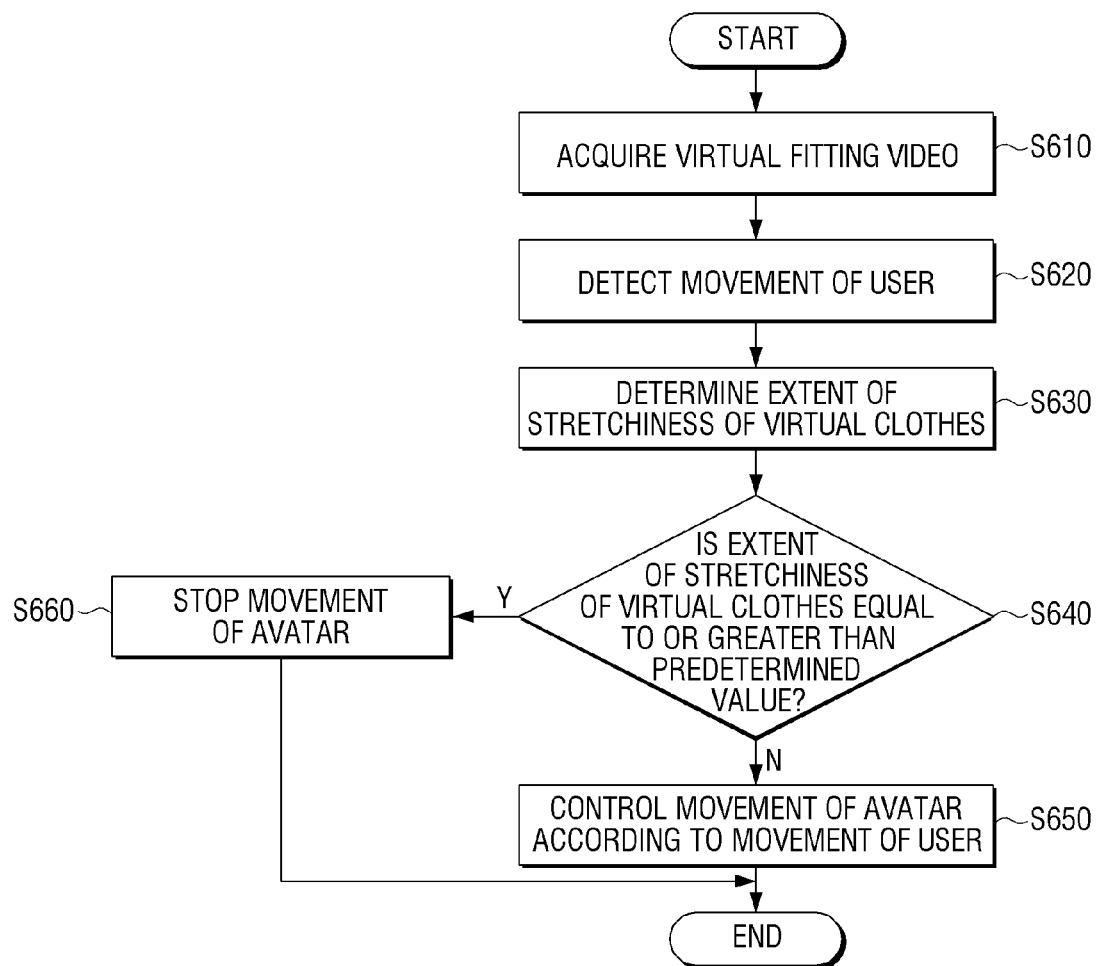 START
ACQUIRE VIRTUAL FITTING VIDEO
S610
DETECT MOVEMENT OF USER
S620
DETERMINE EXTENT OF
STRETCHINESS OF VIRTUAL CLOTHES
S630
IS EXTENT
OF STRETCHINESS
OF VIRTUAL CLOTHES EQUAL
TO OR GREATER THAN
PREDETERMINED
VALUE?
S640
Y
S660
STOP MOVEMENT
OF AVATAR
N
CONTROL MOVEMENT OF AVATAR
ACCORDING TO MOVEMENT OF USER
S650
END